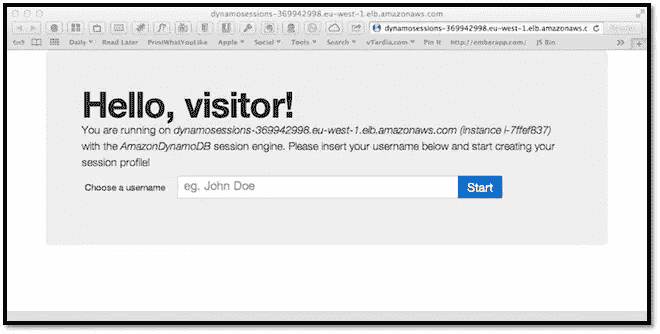 dynamosessions-369942998.eu-west-1.elb.amazonaws.com
dynamosessions-369942998.eu-west-1.elb.amazonaws.c
Reader
Daily
Read Later
PrintWhatYouLike
Apple
Social
Tools
Search
vTardia.com
Pin It
http://emberapp.com/
JS Bin
Hello, visitor!
You are running on dynamosessions-369942998.eu-west-1.elb.amazonaws.com (instance i-7ffef837)
with the AmazonDynamoDB session engine. Please insert your username below and start creating your
session profile!
Choose a username
eg, John Doe
Start